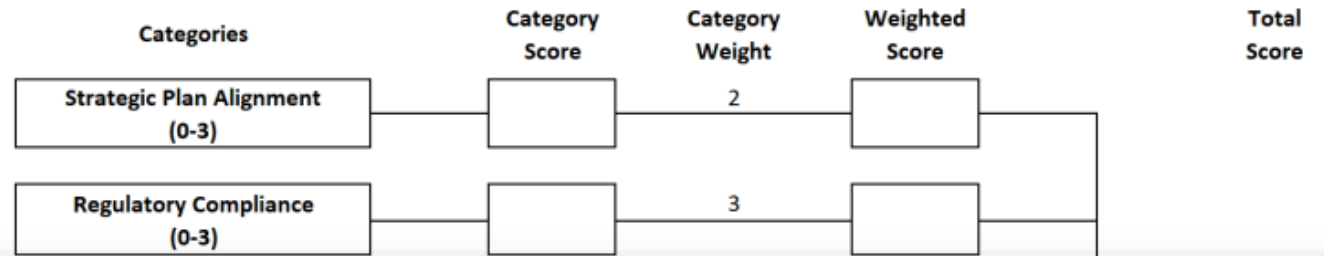 Categories
Category
Score
Category
Weight
Weighted
Score
Total
Score
Strategic Plan Alignment
(0-3)
2
Regulatory Compliance
(0-3)
3